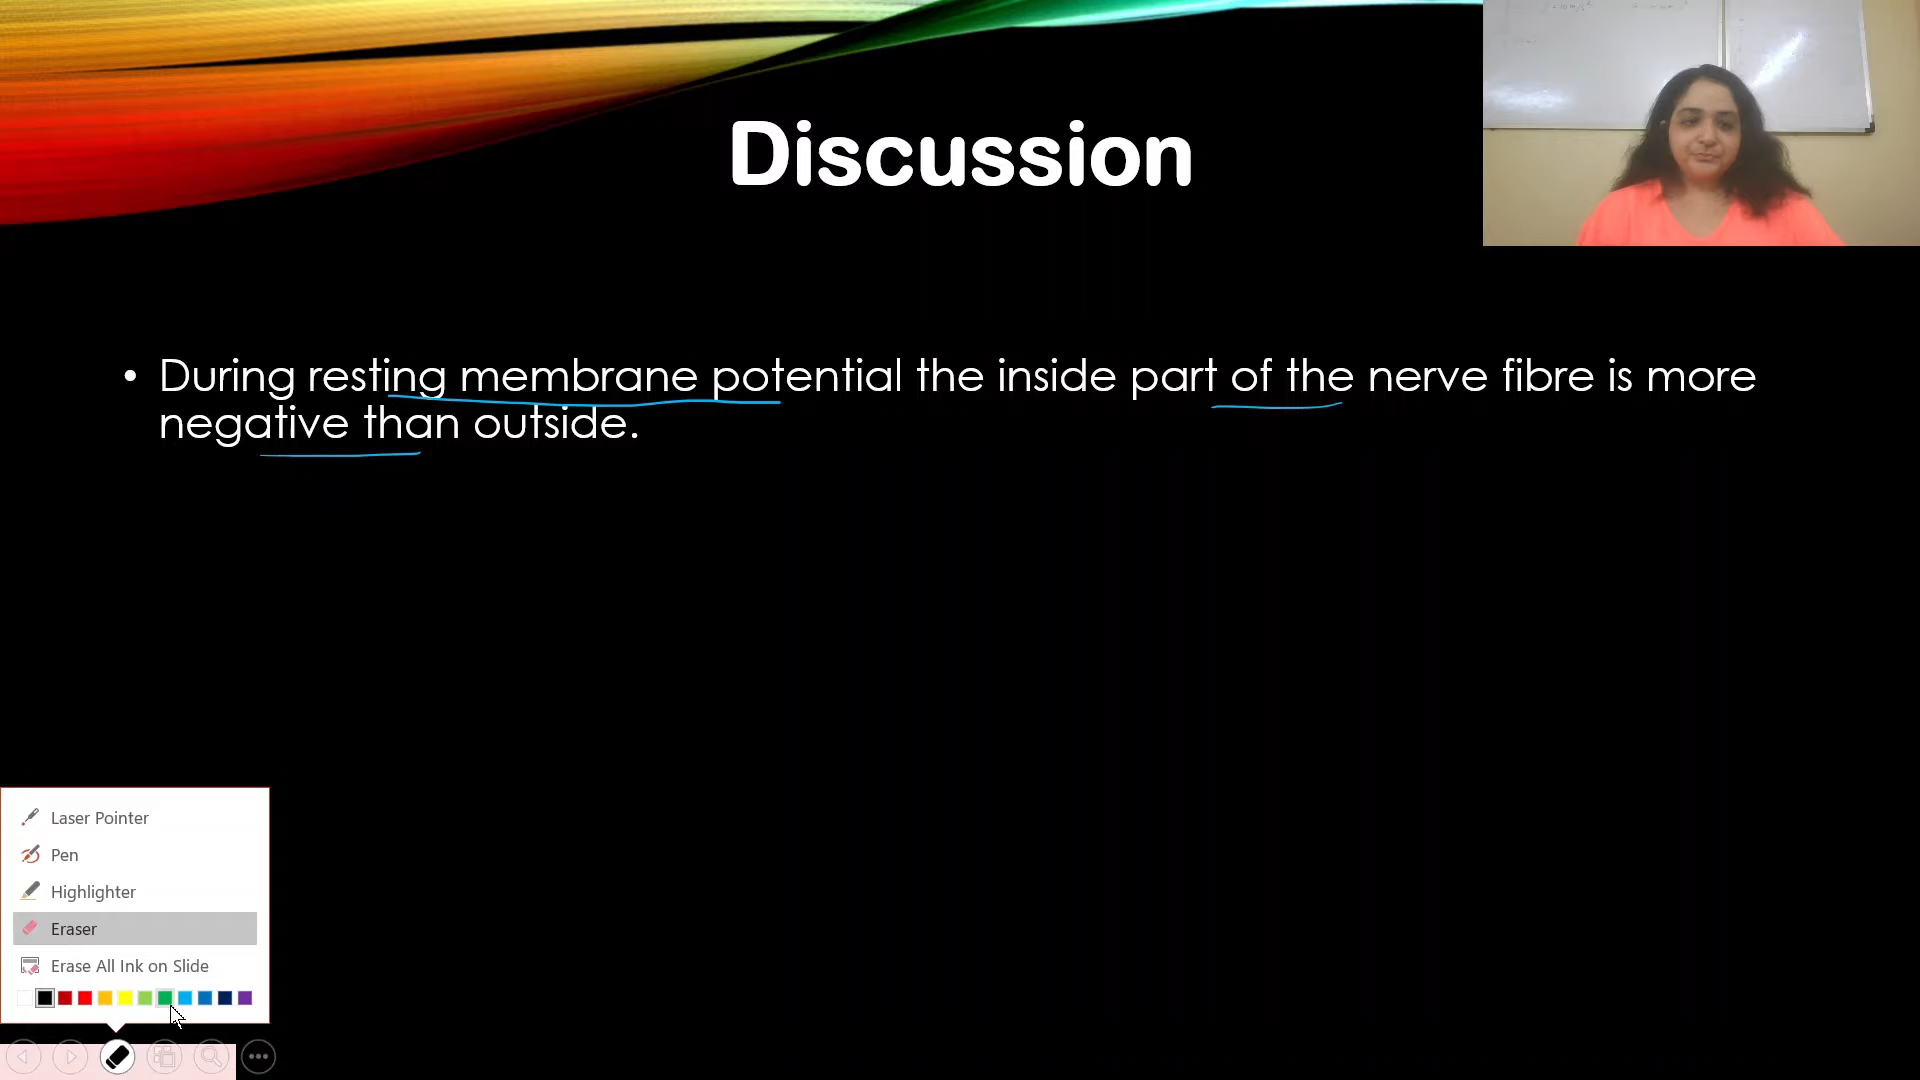 Discussion
• During resting membrane potential the inside part of the nerve fibre is more
negative than outside.
Laser Pointer
Pen
Highlighter
Eraser
Erase All Ink on Slide